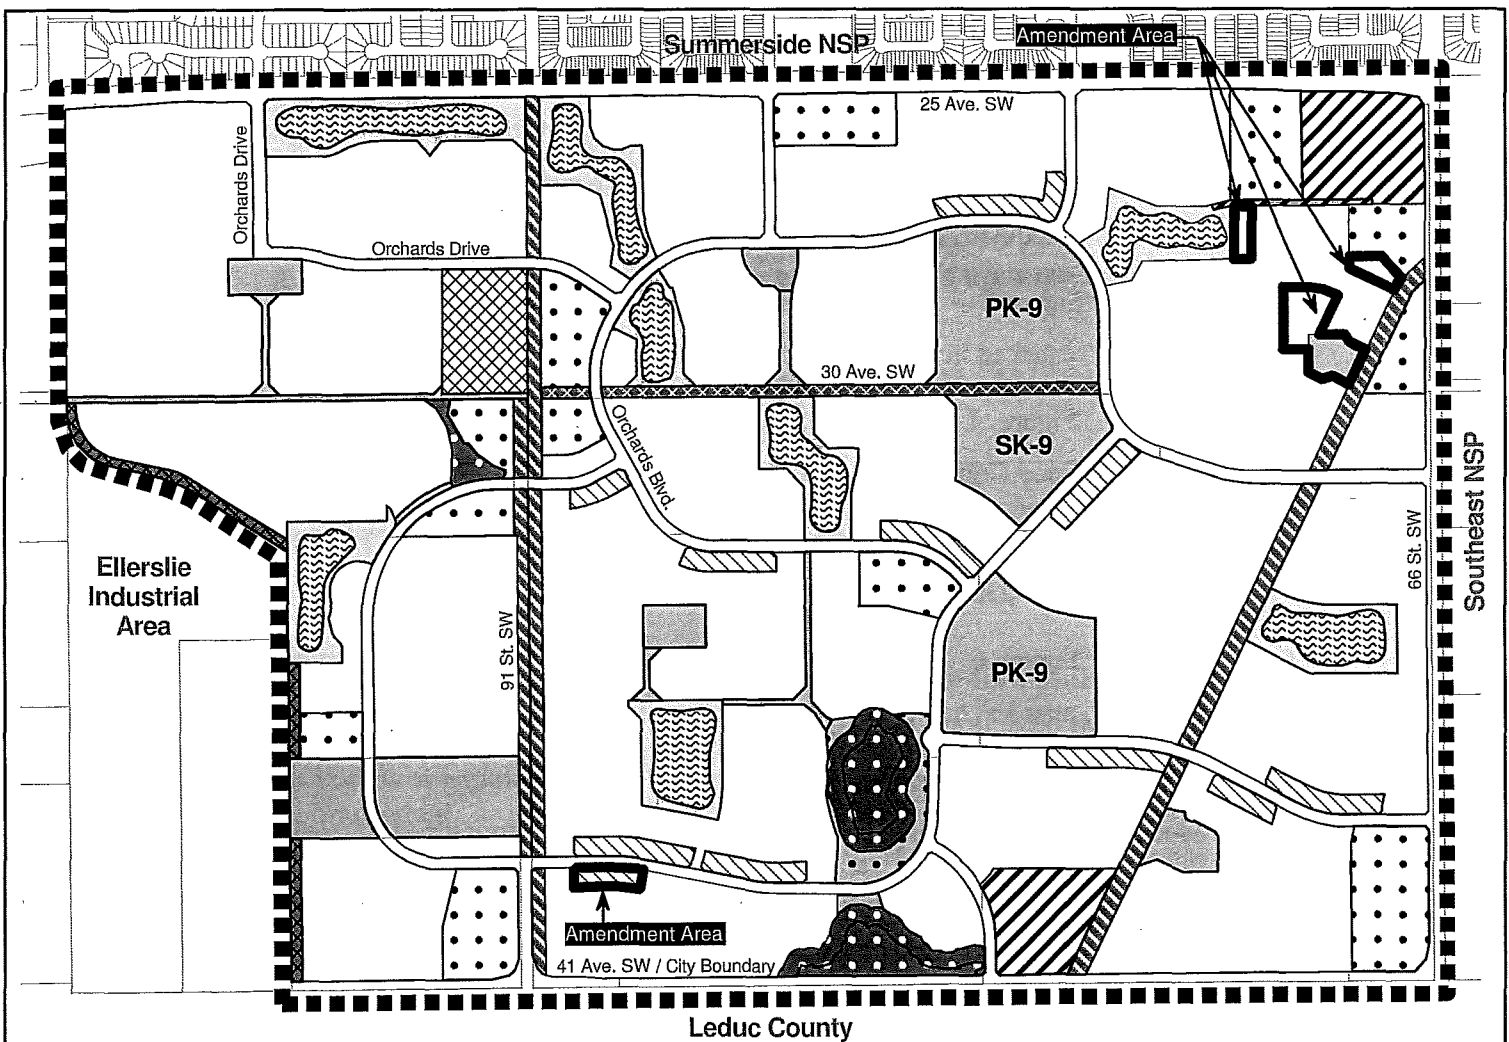 Summerside NSP
Amendment Area
25 Ave. SW
Orchards Drive
Orchards Drive
PK-9
30 Ave. SW
Orchards Blvd.
SK-9
Ellerslie
Industrial
Area
91 St. SW
66 St. SW
Southeast NSP
PK-9
Amendment Area
41 Ave. SW / City Boundary
Leduc County